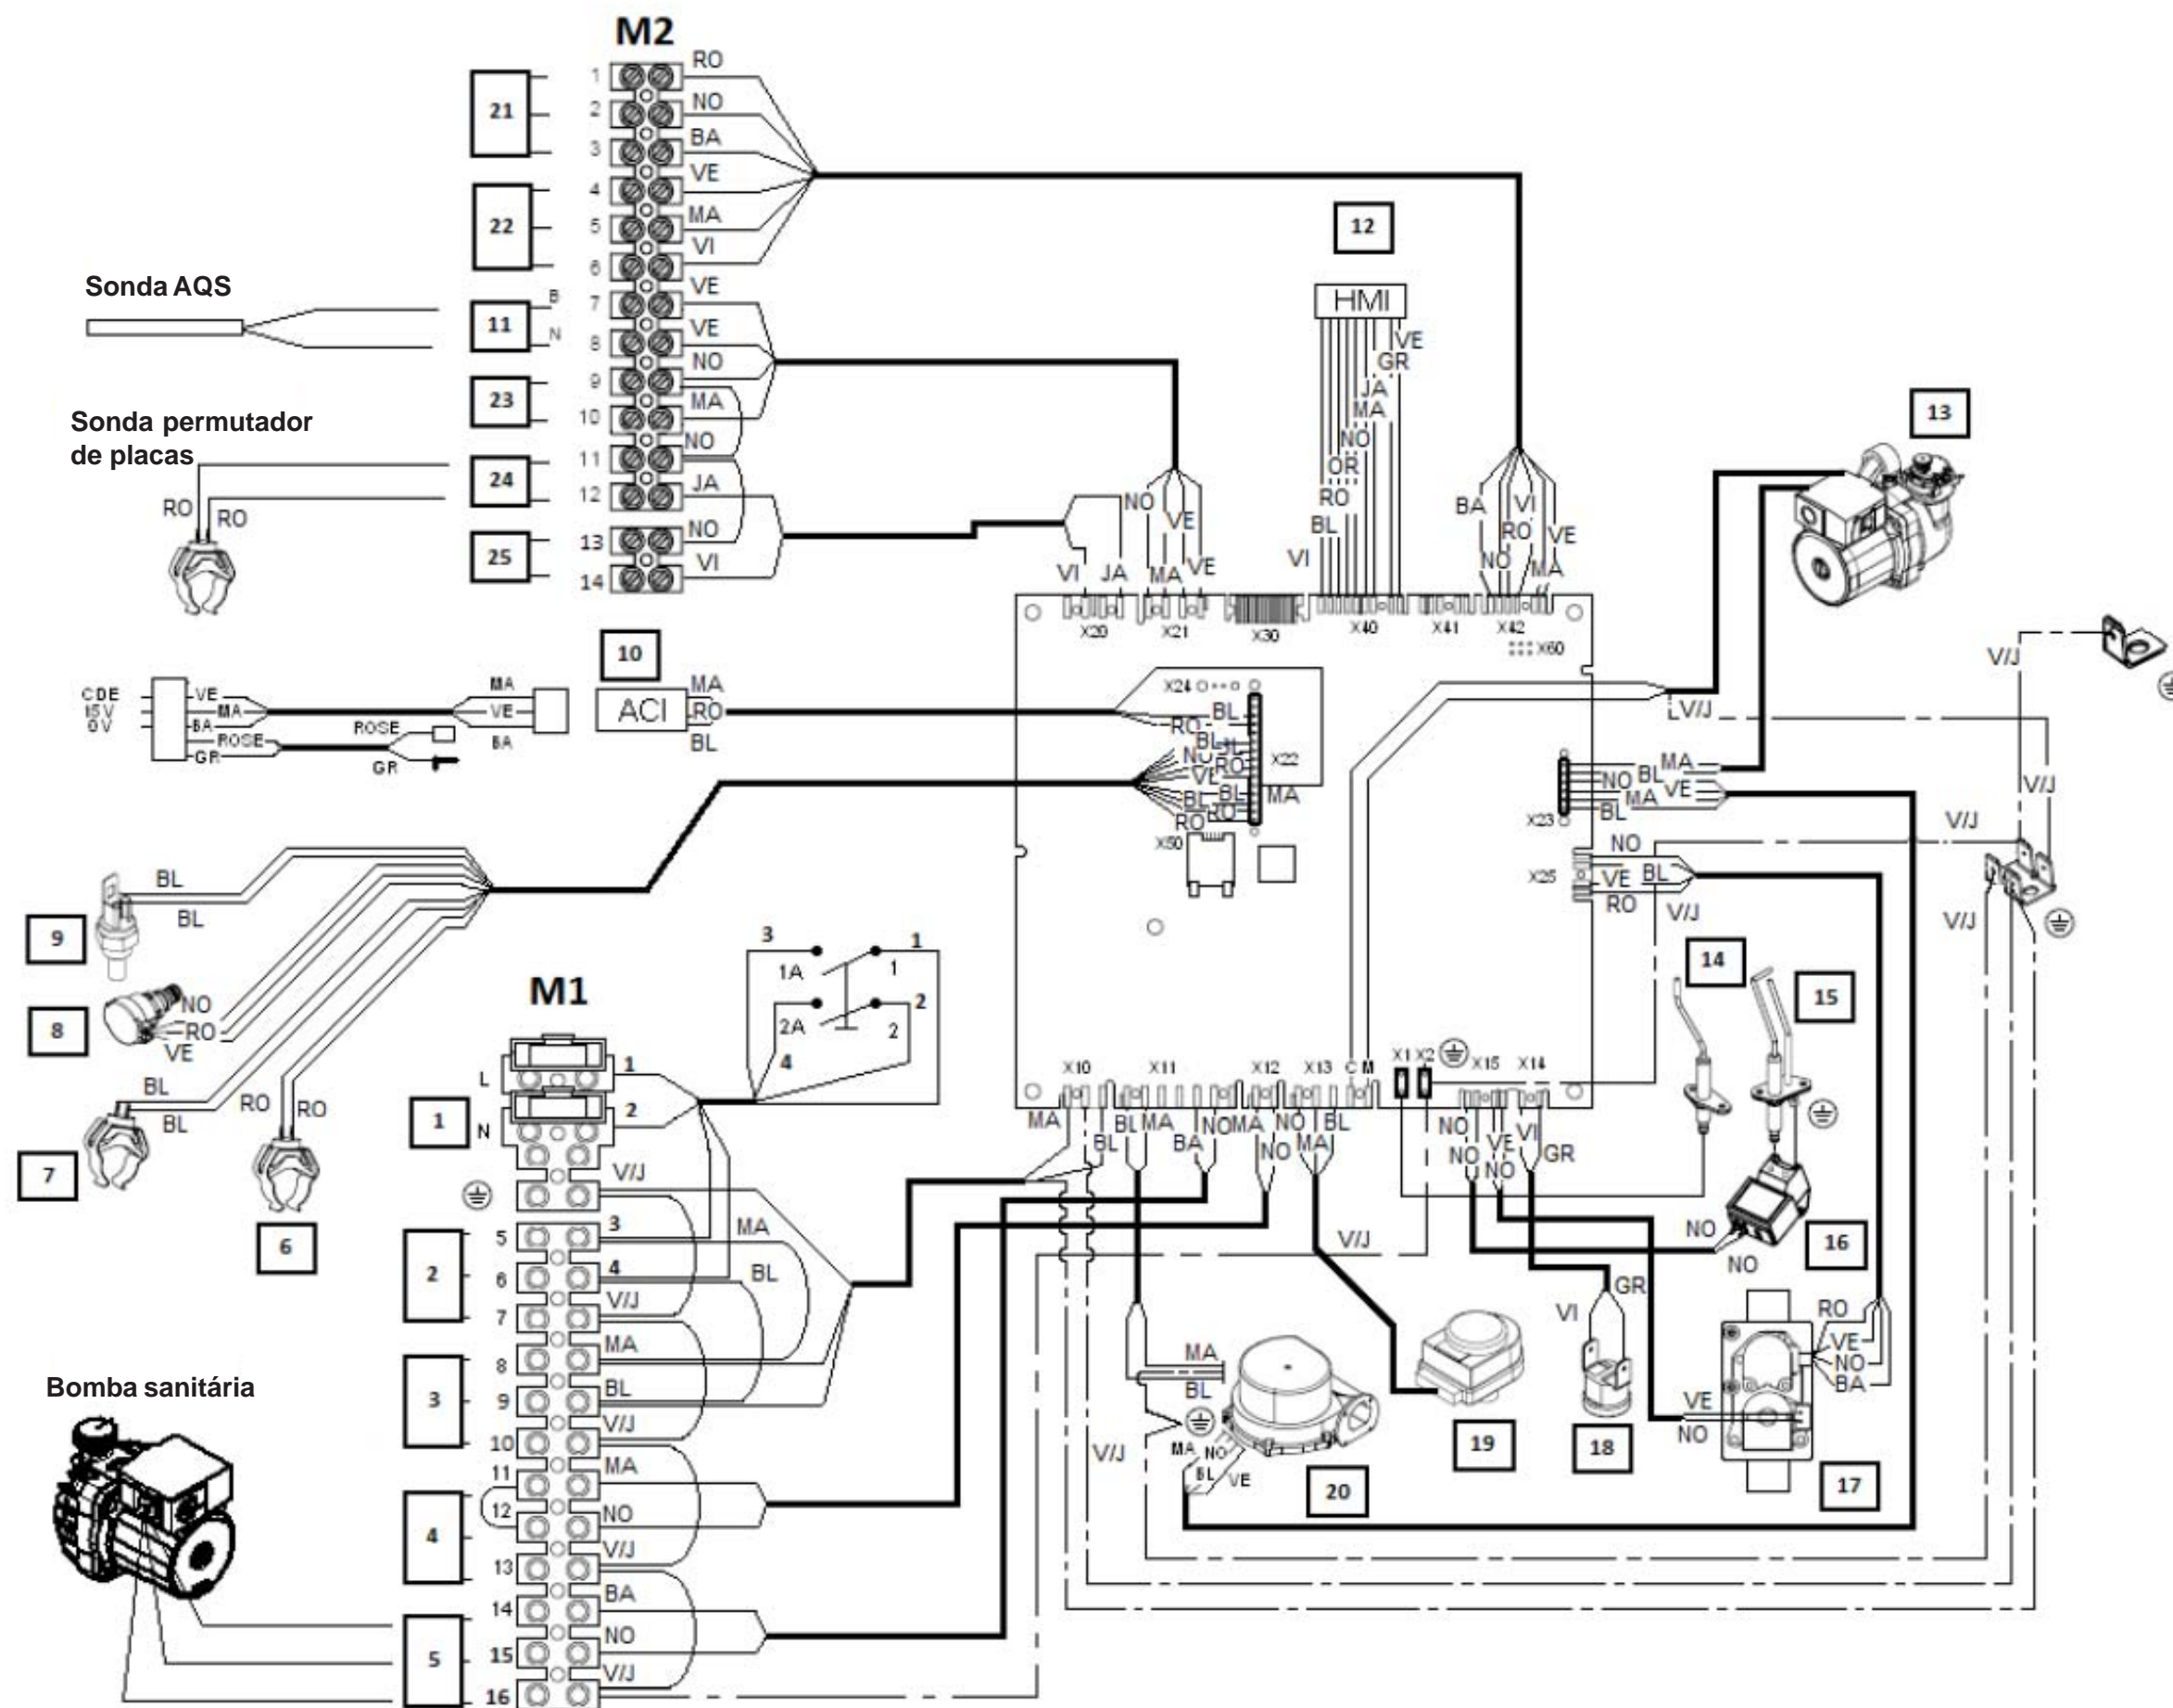 M2
21
22
11
23
24
25
1 RO
2 NO
3 BA
4 VE
5 MA
6 VI
B 7 VE
N 8 VE
9 NO
10 MA
NO
11
12 JA
13 NO
14 VI
Sonda AQS
Sonda permutador
de placas
RO
RO
12
HMI
VE
GR
JA
MA
NO
OR
RO
BL
VI
BA
VI
RO
VE
NO
MA
NO
VE
VI
JA
MA
VE
13
X20
X21
X30
X40
X41
X42
X60
V/J
10
ACI
MA
RO
BL
CDE
15V
0V
VE
MA
BA
ROSE
GR
MA
VE
BA
ROSE
GR
X24
BL
RO
BL
BL
NO
RO
VE
BL
BL
RO
RO
X22
MA
X50
V/J
MA
NO
BL
VE
MA
BL
X23
V/J
V/J
NO
X25
VE
BL
RO
V/J
V/J
9
BL
BL
8
NO
RO
VE
7
BL
BL
6
RO
RO
3
1
1A
1
2
2A
2
4
M1
1
L
1
N
2
V/J
2
5
3
MA
6
4
BL
7
V/J
3
8
MA
9
BL
10
V/J
4
11
MA
12
NO
13
V/J
5
14
BA
15
NO
16
V/J
Bomba sanitária
X10
X11
X12
X13
C M
X1 X2
X15
X14
MA
BL
BL
MA
BA
NO
MA
NO
NO
MA
BL
NO
NO
VE
NO
VI
GR
14
15
16
NO
NO
V/J
GR
VI
RO
VE
NO
BA
VE
NO
17
18
19
20
MA
BL
V/J
MA
NO
BL
VE